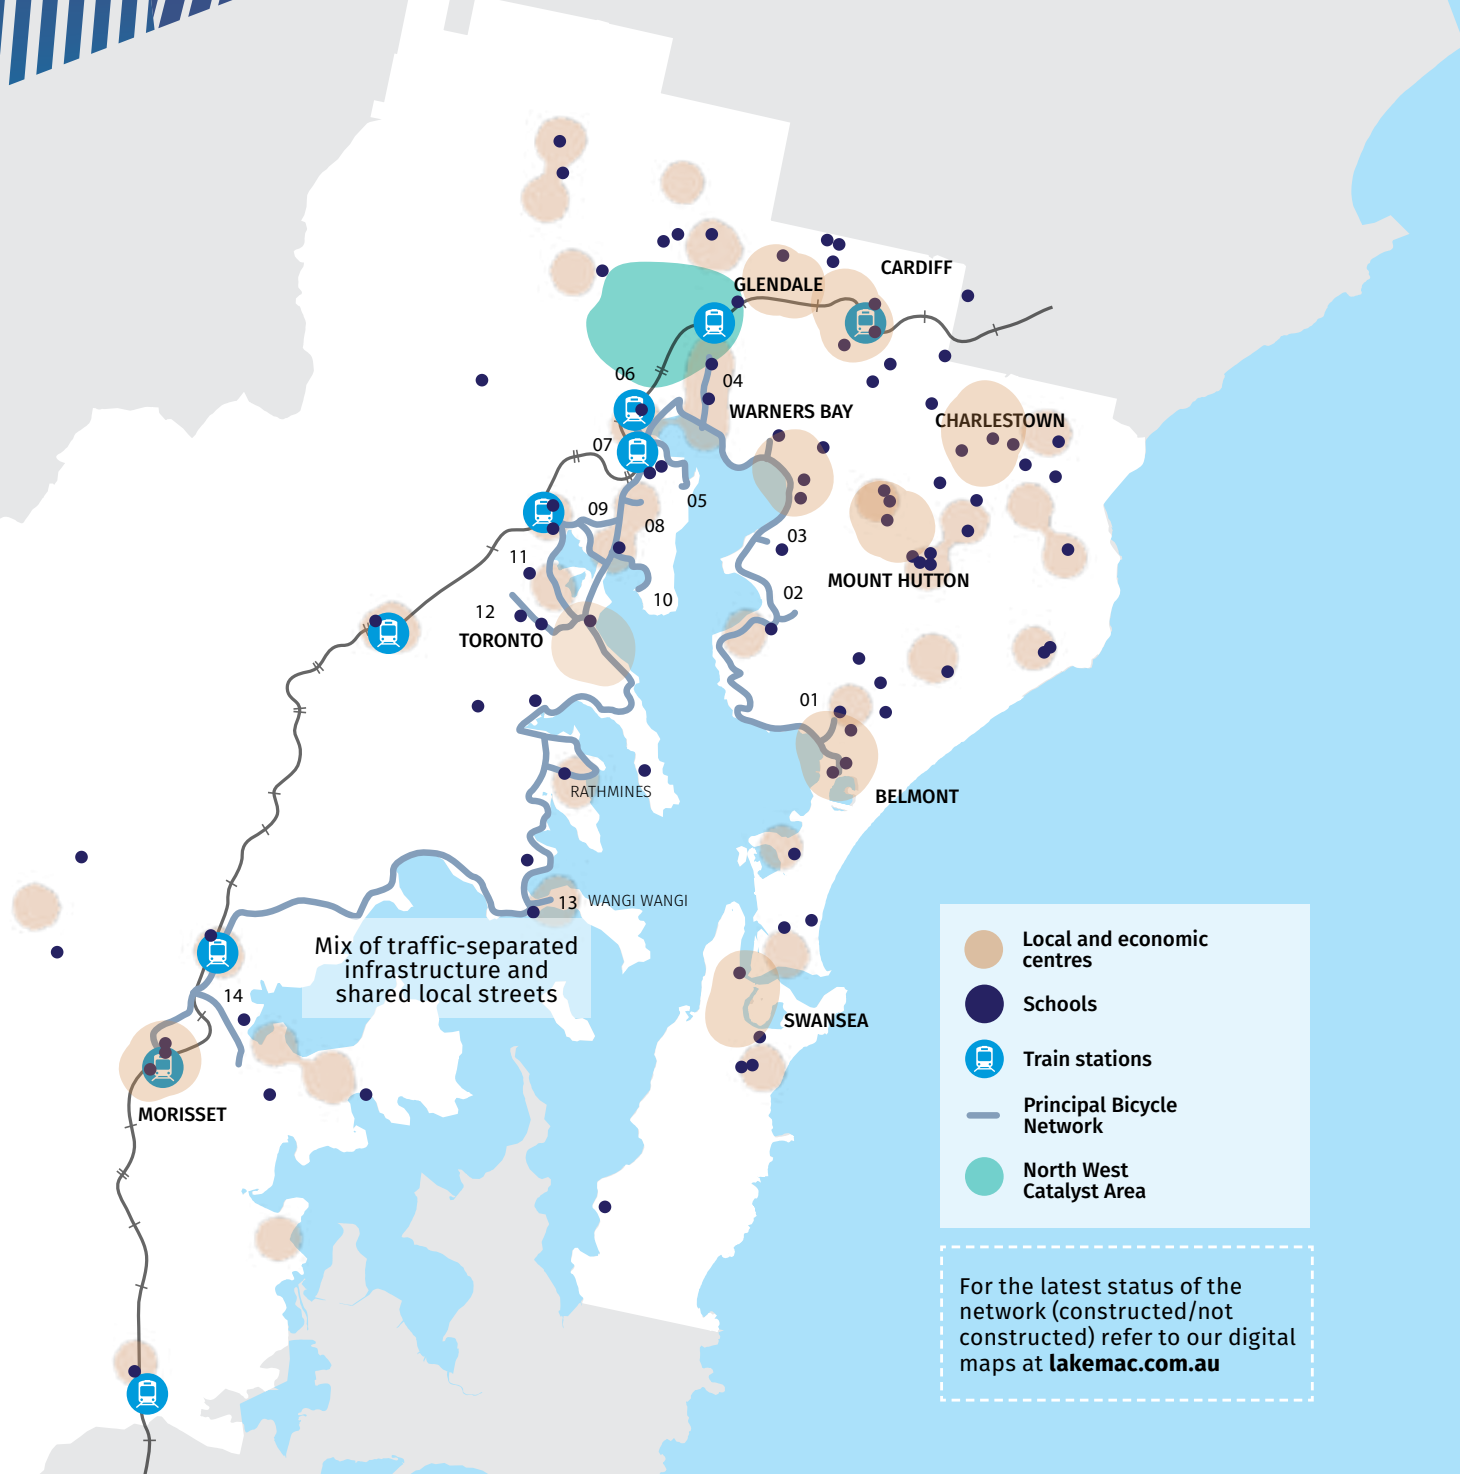 CARDIFF
GLENDALE
06
04
WARNERS BAY
CHARLESTOWN
07
05
09
08
03
11
MOUNT HUTTON
02
10
12
TORONTO
01
RATHMINES
BELMONT
13
WANGI WANGI
Mix of traffic-separated
infrastructure and
shared local streets
14
SWANSEA
MORISSET
Local and economic
centres
Schools
Train stations
Principal Bicycle
Network
North West
Catalyst Area
For the latest status of the
network (constructed/not
constructed) refer to our digital
maps at lakemac.com.au